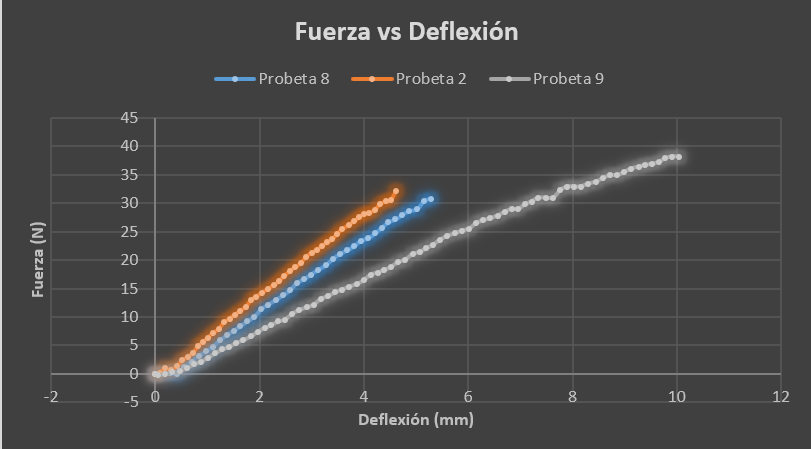 Fuerza vs Deflexión
Probeta 8 Probeta 2 Probeta 9
45
40
35
30
25
20
15
10
5
0
-5
-2 0 2 4 6 8 10 12
Fuerza (N)
Deflexión (mm)